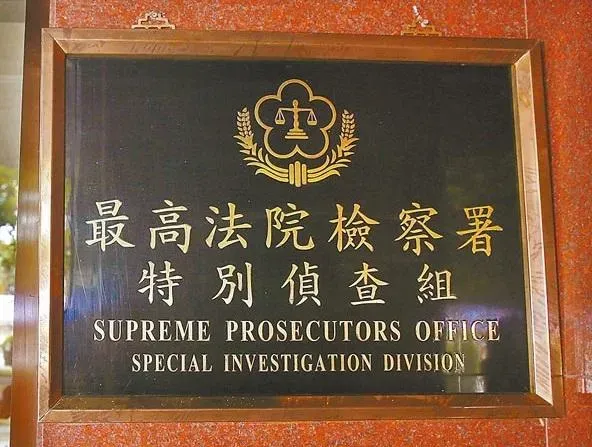 最高法院檢察署
特別偵查組
SUPREME PROSECUTORS OFFICE
SPECIAL INVESTIGATION DIVISION